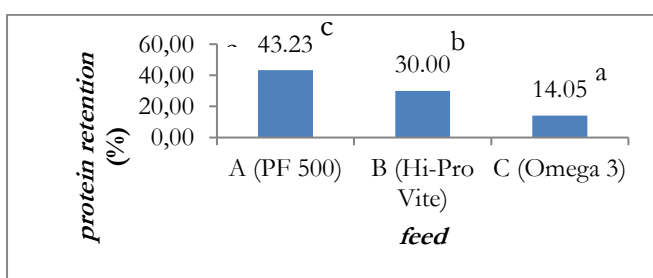 protein retention
(%)
60,00
40,00
20,00
0,00
43.23 c
30.00 b
14.05 a
A (PF 500)
B (Hi-Pro
Vite)
C (Omega 3)
feed